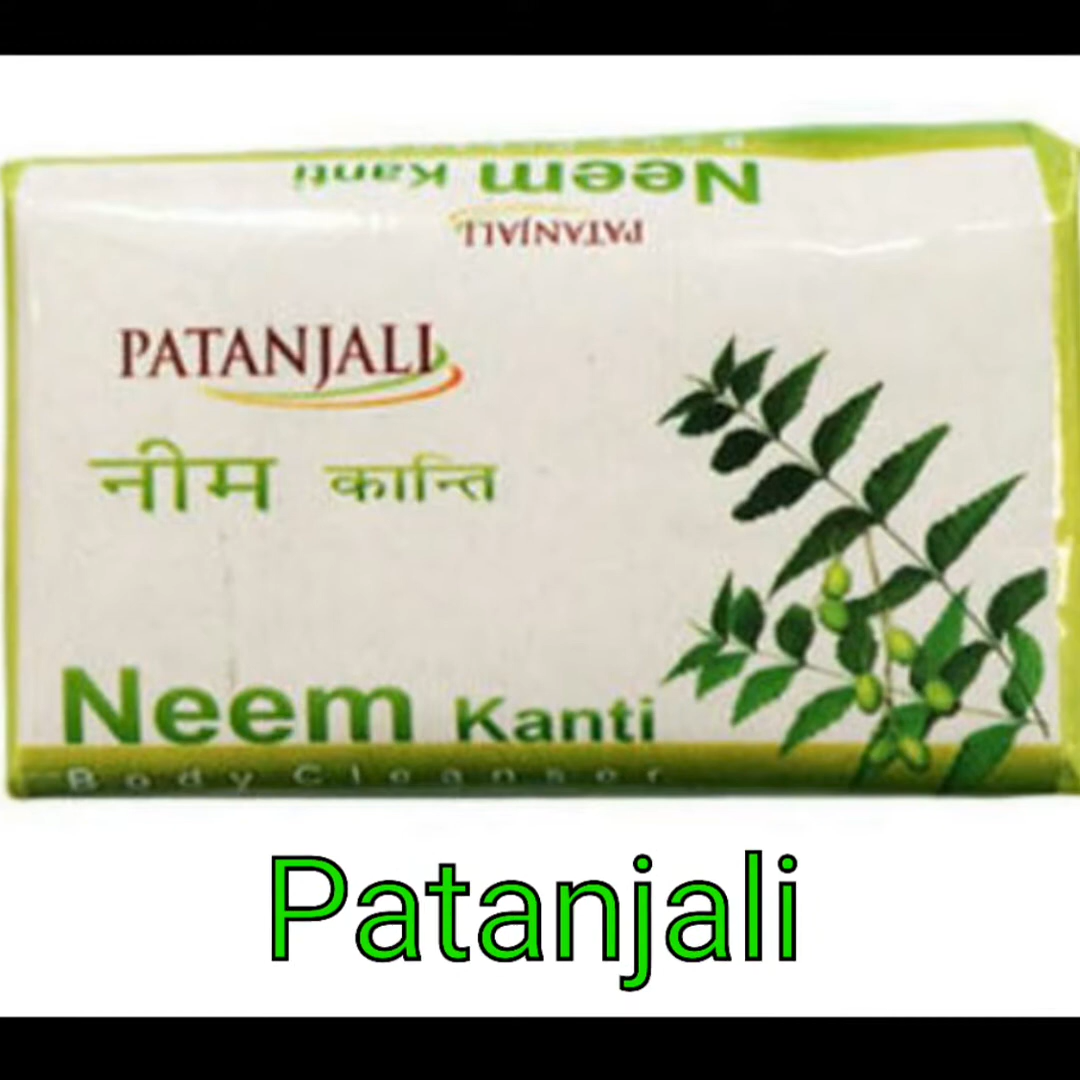 Neem Kanti
PATANJALI
PATANJALI
नीम कान्ति
Neem Kanti
Body Cleanser
Patanjali